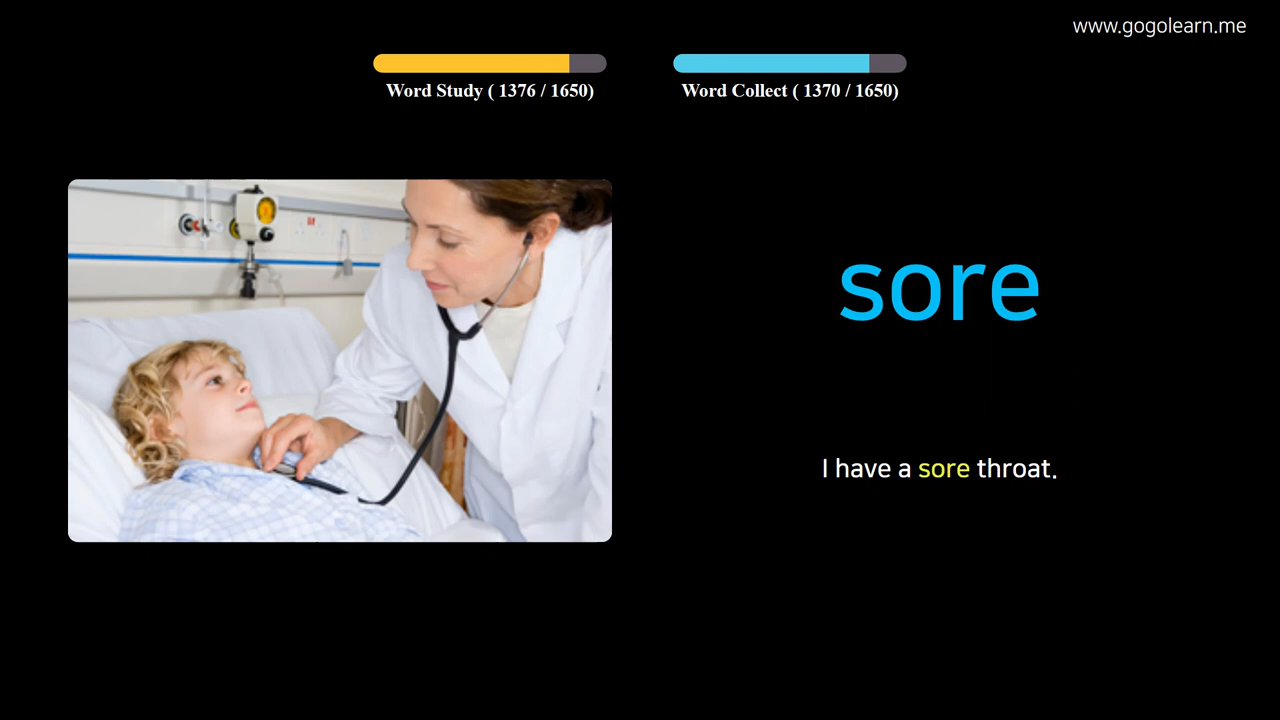 www.gogolearn.me
Word Study ( 1376 / 1650)
Word Collect ( 1370 / 1650)
sore
I have a sore throat.